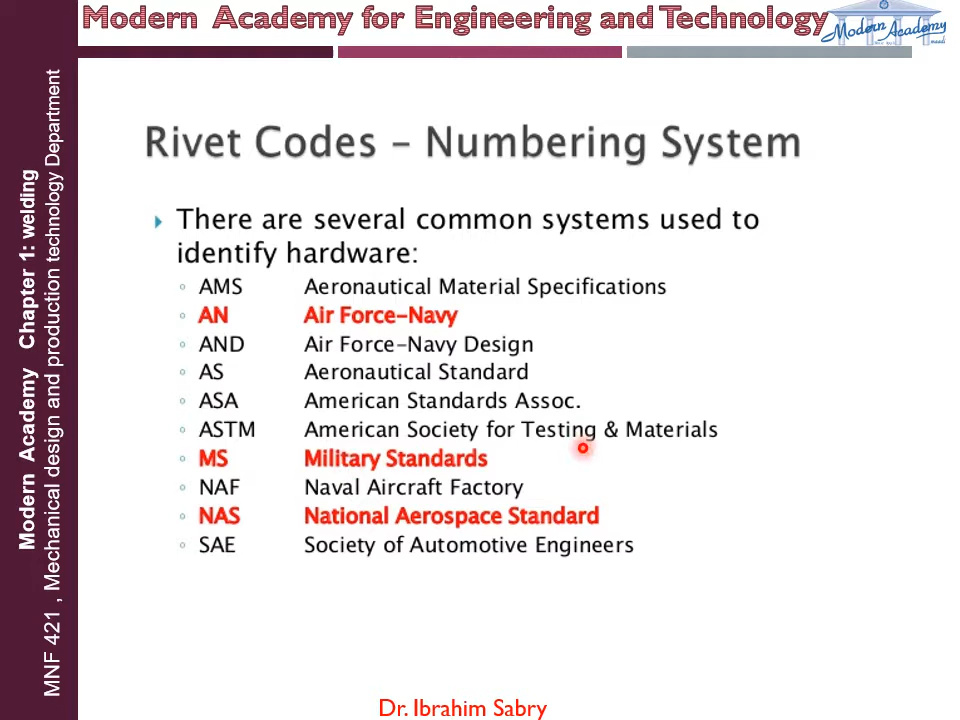 Modern Academy for Engineering and Technology
Modern Academy
Modern Academy Chapter 1: welding
MNF 421 , Mechanical design and production technology Department
Rivet Codes – Numbering System
There are several common systems used to
identify hardware:
AMS Aeronautical Material Specifications
AN Air Force-Navy
AND Air Force-Navy Design
AS Aeronautical Standard
ASA American Standards Assoc.
ASTM American Society for Testing & Materials
MS Military Standards
NAF Naval Aircraft Factory
NAS National Aerospace Standard
SAE Society of Automotive Engineers
Dr. Ibrahim Sabry